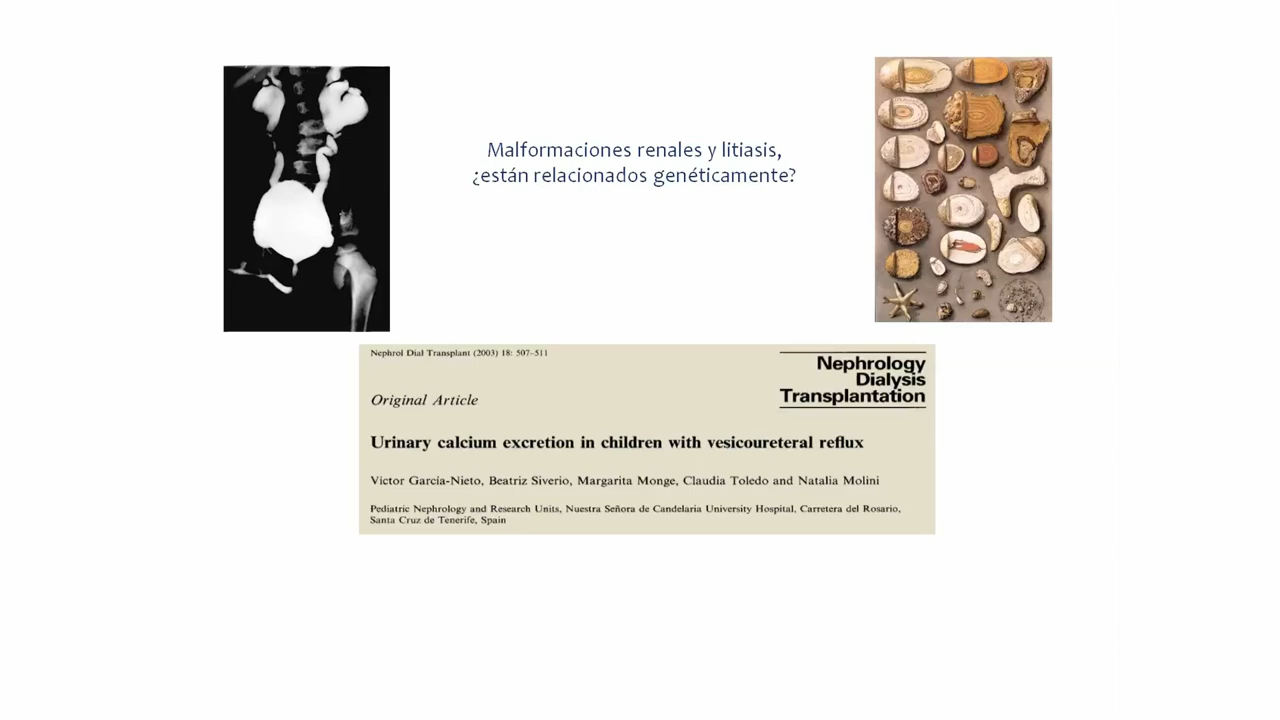 Malformaciones renales y litiasis,
¿están relacionados genéticamente?
Nephrol Dial Transplant (2003) 18: 507–511
Nephrology
Dialysis
Transplantation
Original Article
Urinary calcium excretion in children with vesicoureteral reflux
Víctor García-Nieto, Beatriz Siverio, Margarita Monge, Claudia Toledo and Natalia Molini
Pediatric Nephrology and Research Units, Nuestra Señora de Candelaria University Hospital, Carretera del Rosario,
Santa Cruz de Tenerife, Spain